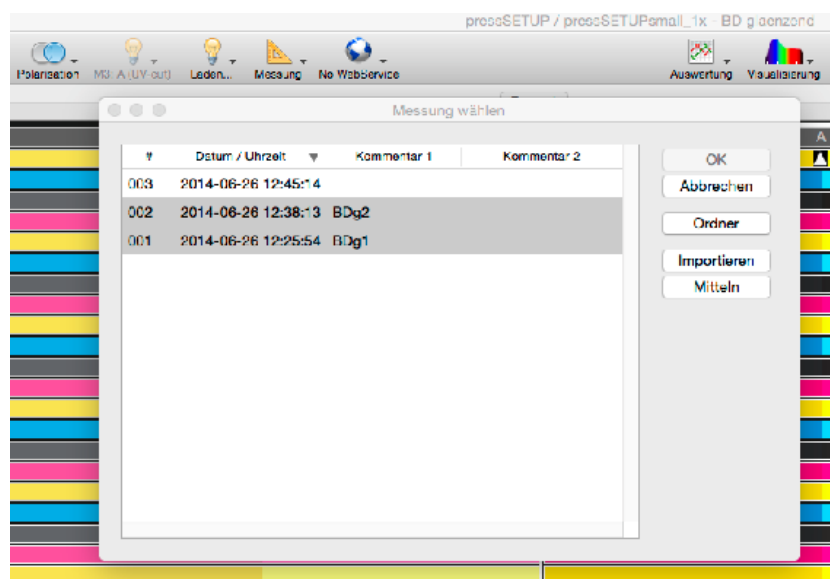 pressSETUP / pressSETUPsmall_1x - BD glaenzend
Polarisation M3: A (UV-cut) Laden... Messung No WebService Auswertung Visualisierung
Messung wählen
# Datum / Uhrzeit ▼ Kommentar 1 Kommentar 2
003 2014-06-26 12:45:14
002 2014-06-26 12:38:13 BDg2
001 2014-06-26 12:25:54 BDg1
OK
Abbrechen
Ordner
Importieren
Mitteln
A